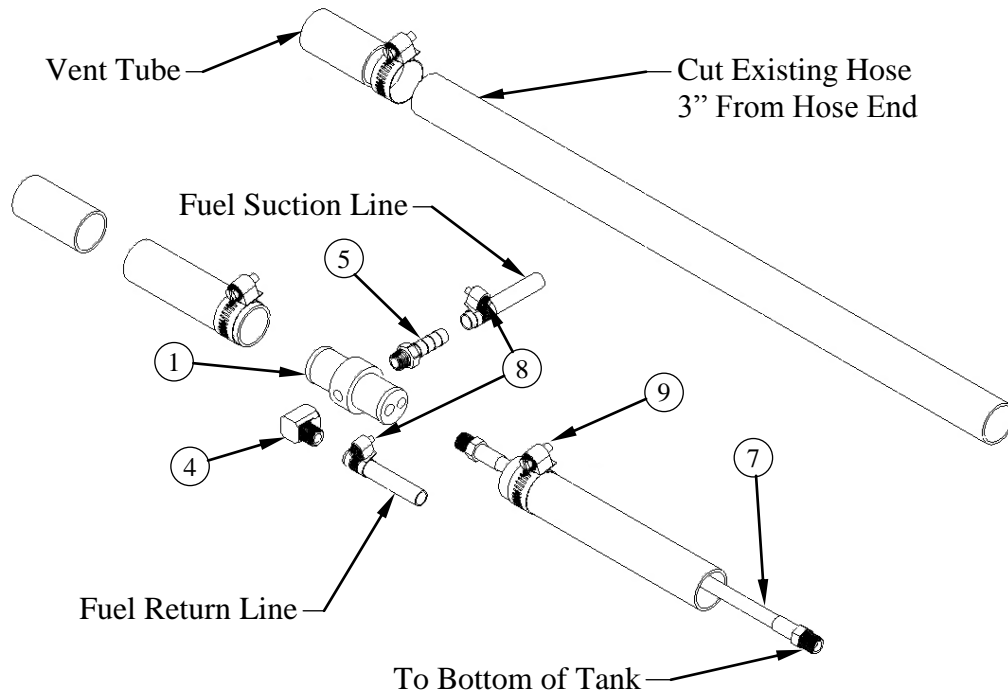 Vent Tube
Cut Existing Hose
3” From Hose End
Fuel Suction Line
5
1
8
9
4
7
Fuel Return Line
To Bottom of Tank